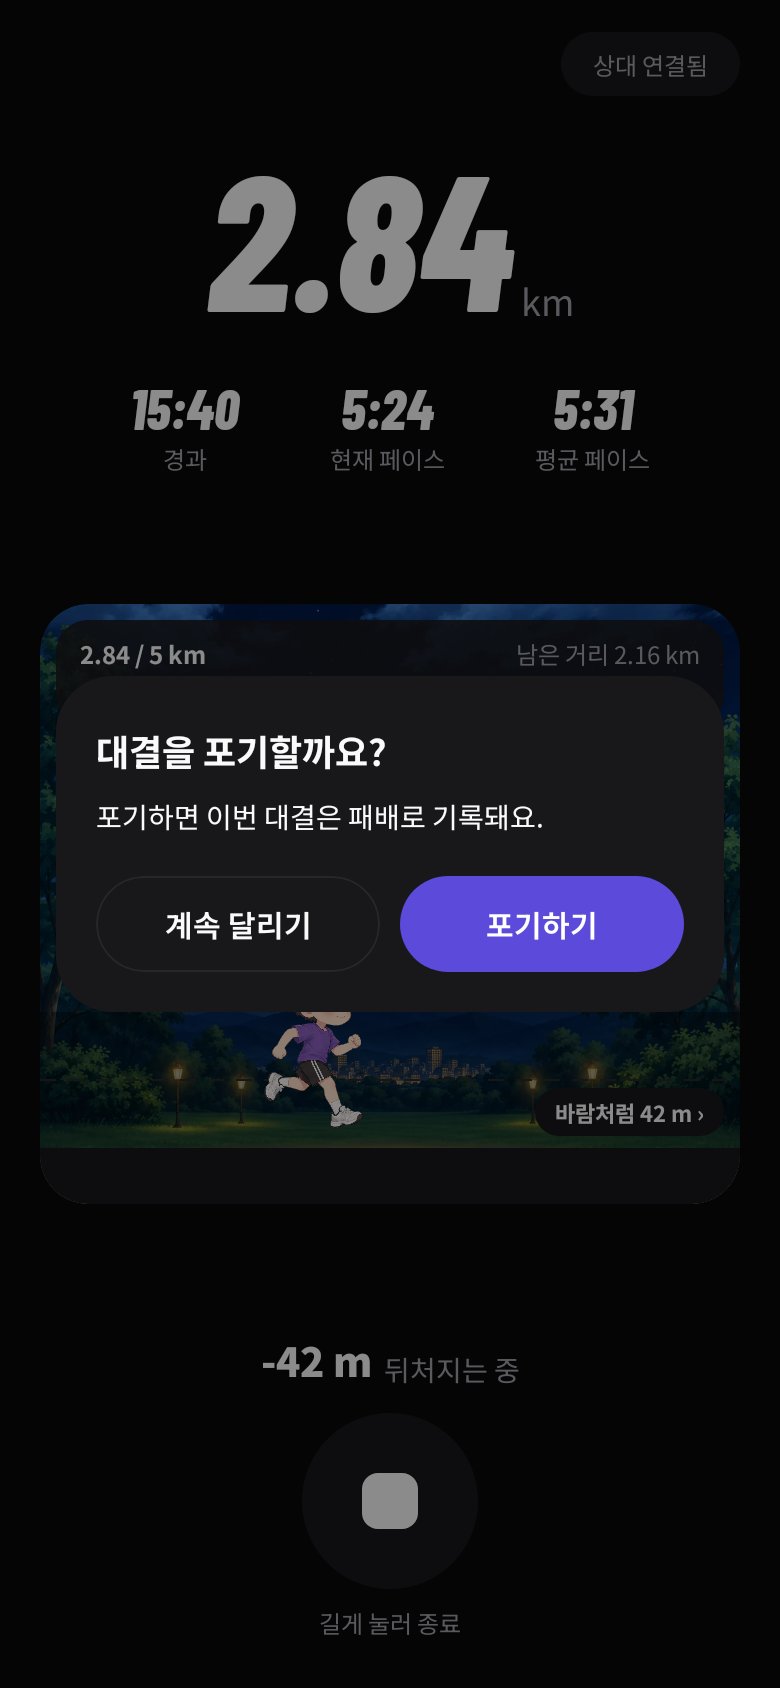 상대 연결됨
2.84 km
15:40 5:24 5:31
경과 현재 페이스 평균 페이스
2.84 / 5 km 남은 거리 2.16 km
대결을 포기할까요?
포기하면 이번 대결은 패배로 기록돼요.
계속 달리기 포기하기
바람처럼 42 m ›
-42 m 뒤처지는 중
길게 눌러 종료